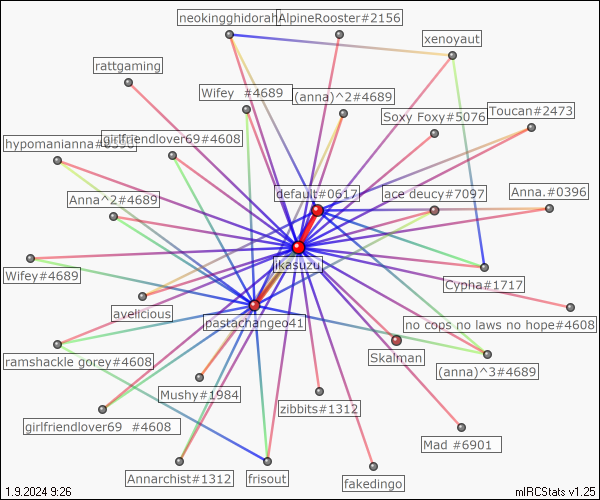 neokingghidorah
AlpineRooster#2156
xenoyaut
rattgaming
Wifey  #4689
(anna)^2#4689
Soxy Foxy#5076
Toucan#2473
hypomanianna#
girlfriendlover69#4608
default#0617
ace deucy#7097
Anna.#0396
Anna^2#4689
ikasuzu
Wifey#4689
Cypha#1717
avelicious
pastachangeo41
no cops no laws no hope#4608
Skalman
ramshackle gorey#4608
(anna)^3#4689
Mushy#1984
zibbits#1312
girlfriendlover69  #4608
Mad #6901
Annarchist#1312
frisout
fakedingo
1.9.2024 9:26
mIRCStats v1.25